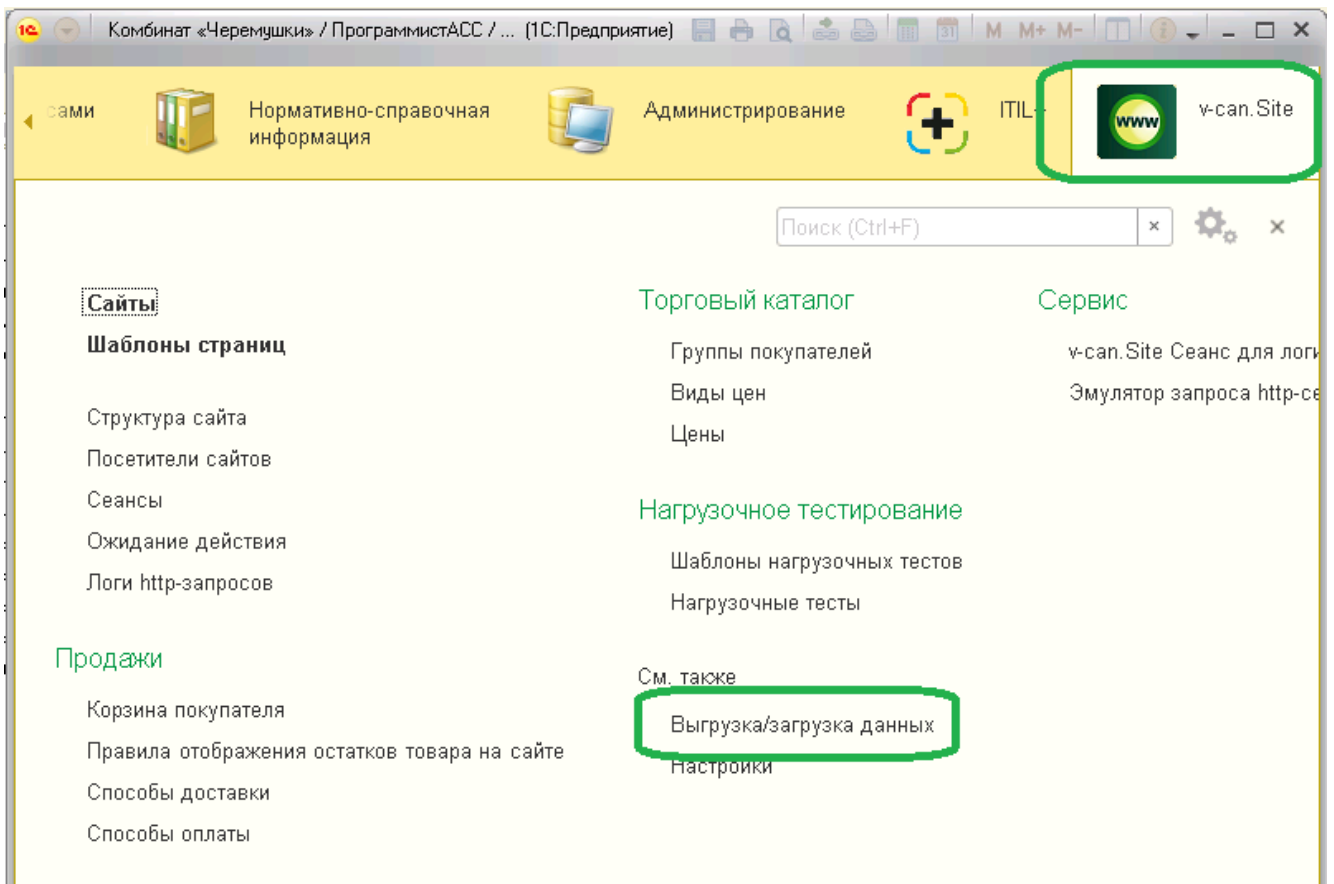 Комбинат «Черемушки» / ПрограммистАСС / ... (1С:Предприятие) M M+ M-
сами
Нормативно-справочная
информация
Администрирование
ITIL+
www
v-can.Site
Поиск (Ctrl+F)
Сайты
Шаблоны страниц
Структура сайта
Посетители сайтов
Сеансы
Ожидание действия
Логи http-запросов
Продажи
Корзина покупателя
Правила отображения остатков товара на сайте
Способы доставки
Способы оплаты
Торговый каталог
Группы покупателей
Виды цен
Цены
Нагрузочное тестирование
Шаблоны нагрузочных тестов
Нагрузочные тесты
См. также
Выгрузка/загрузка данных
Настройки
Сервис
v-can.Site Сеанс для логи
Эмулятор запроса http-се